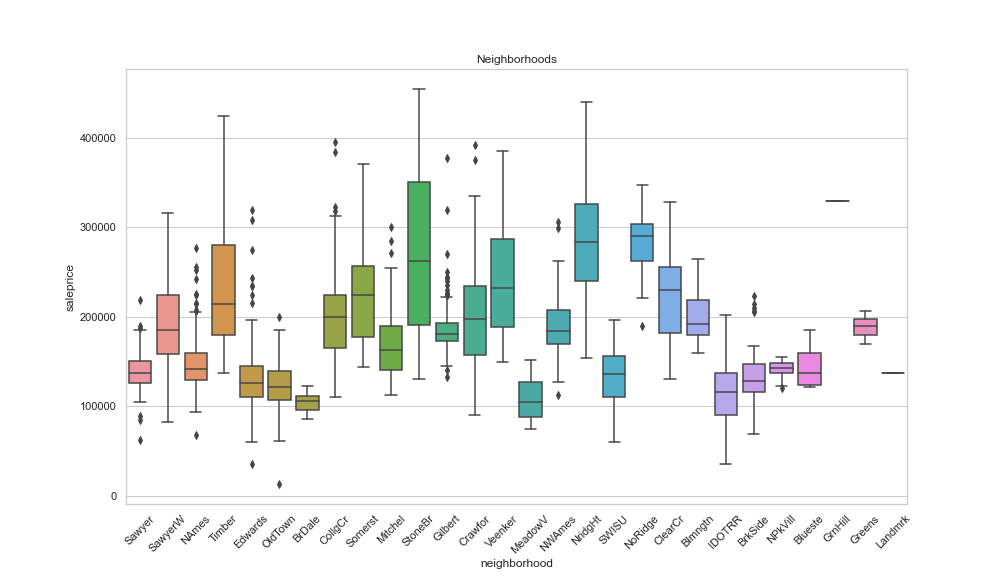 Neighborhoods
saleprice
400000
300000
200000
100000
0
Sawyer
SawyerW
NAmes
Timber
Edwards
OldTown
BrDale
CollgCr
Somerst
Mitchel
StoneBr
Gilbert
Crawfor
Veenker
MeadowV
NWAmes
NridgHt
SWISU
NoRidge
ClearCr
Blmngtn
IDOTRR
BrkSide
NPkVill
Blueste
GrnHill
Greens
Landmrk
neighborhood